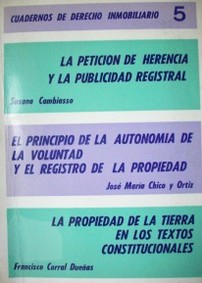 CUADERNOS DE DERECHO INMOBILIARIO 5
LA PETICION DE HERENCIA
Y LA PUBLICIDAD REGISTRAL
Susana Cambiasso
EL PRINCIPIO DE LA AUTONOMIA DE
LA VOLUNTAD
Y EL REGISTRO DE LA PROPIEDAD
José María Chico y Ortiz
LA PROPIEDAD DE LA TIERRA
EN LOS TEXTOS
CONSTITUCIONALES
Francisco Corral Dueñas